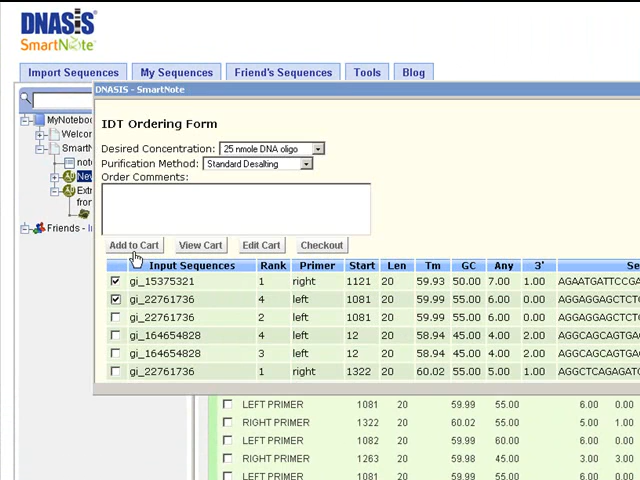 DNASIS
SmartNote
Import Sequences My Sequences Friend's Sequences Tools Blog
DNASIS - SmartNote
MyNotebook
Welcom
SmartN
note
Nev
Extr
from
Friends - In
IDT Ordering Form
Desired Concentration: 25 nmole DNA oligo
Purification Method: Standard Desalting
Order Comments:
Add to Cart View Cart Edit Cart Checkout
Input Sequences Rank Primer Start Len Tm GC Any 3' Se
gi_15375321 1 right 1121 20 59.93 50.00 7.00 1.00 AGAATGATTCCGA
gi_22761736 4 left 1081 20 59.99 55.00 6.00 0.00 AGGAGGAGCTCT
gi_22761736 2 left 1081 20 59.99 55.00 6.00 0.00 AGGAGGAGCTCT
gi_164654828 4 left 12 20 58.94 45.00 4.00 2.00 AGGCAGCAGTGA
gi_164654828 3 left 12 20 58.94 45.00 4.00 2.00 AGGCAGCAGTGA
gi_22761736 1 right 1322 20 60.02 55.00 5.00 1.00 AGGCTCAGAGAT
LEFT PRIMER 1081 20 59.99 55.00 6.00 0.00
RIGHT PRIMER 1322 20 60.02 55.00 5.00 1.00
LEFT PRIMER 1082 20 59.99 60.00 6.00 0.00
RIGHT PRIMER 1263 20 59.98 45.00 3.00 3.00
LEFT PRIMER 1081 20 59.99 55.00 6.00 0.00